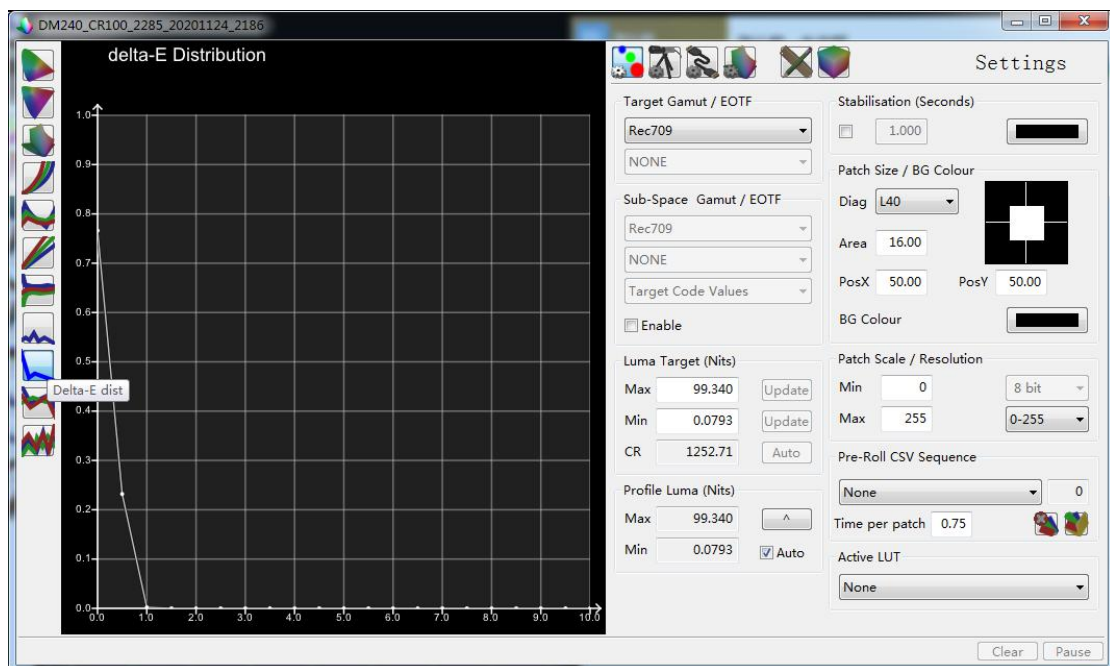 DM240_CR100_2285_20201124_2186
delta-E Distribution
1.0
0.9
0.8
0.7
0.6
0.5
0.4
0.3
0.2
0.1
0.0
0.0 1.0 2.0 3.0 4.0 5.0 6.0 7.0 8.0 9.0 10.0
Delta-E dist
Settings
Target Gamut / EOTF
Rec709
NONE
Sub-Space Gamut / EOTF
Rec709
NONE
Target Code Values
Enable
Luma Target (Nits)
Max 99.340 Update
Min 0.0793 Update
CR 1252.71 Auto
Profile Luma (Nits)
Max 99.340 ^
Min 0.0793 Auto
Stabilisation (Seconds)
1.000
Patch Size / BG Colour
Diag L40
Area 16.00
PosX 50.00 PosY 50.00
BG Colour
Patch Scale / Resolution
Min 0 8 bit
Max 255 0-255
Pre-Roll CSV Sequence
None 0
Time per patch 0.75
Active LUT
None
Clear Pause